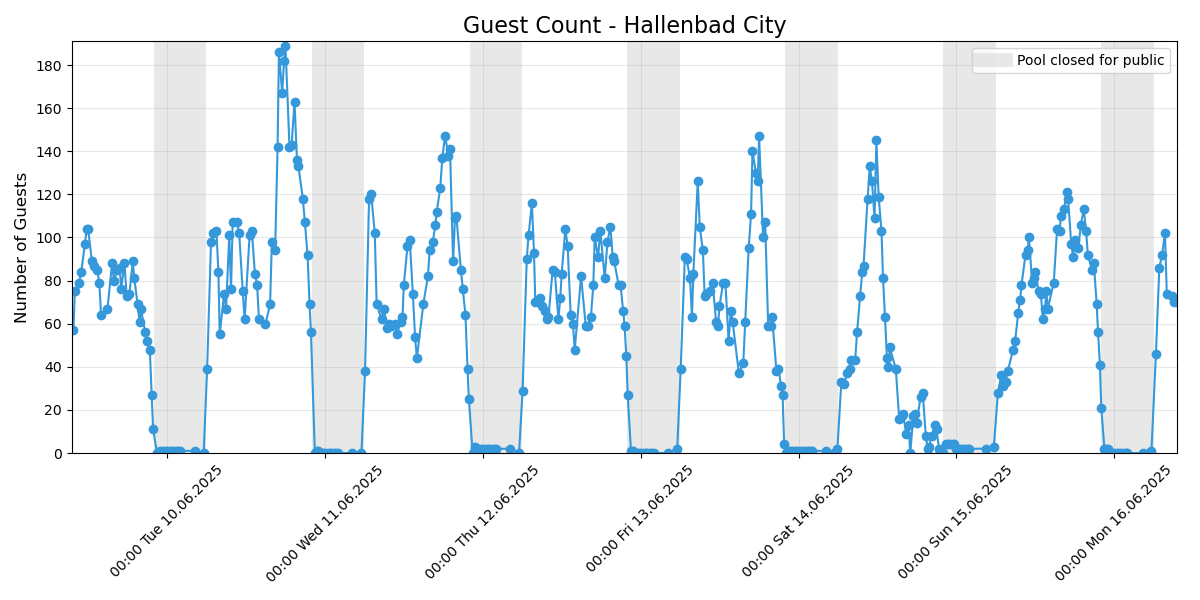 Guest Count - Hallenbad City
Pool closed for public
Number of Guests
180
160
140
120
100
80
60
40
20
0
00:00 Tue 10.06.2025
00:00 Wed 11.06.2025
00:00 Thu 12.06.2025
00:00 Fri 13.06.2025
00:00 Sat 14.06.2025
00:00 Sun 15.06.2025
00:00 Mon 16.06.2025